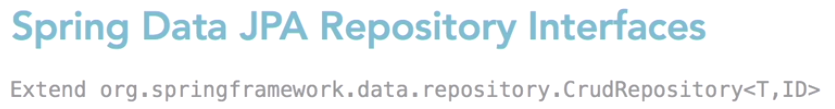 Spring Data JPA Repository Interfaces
Extend org.springframework.data.repository.CrudRepository<T,ID>